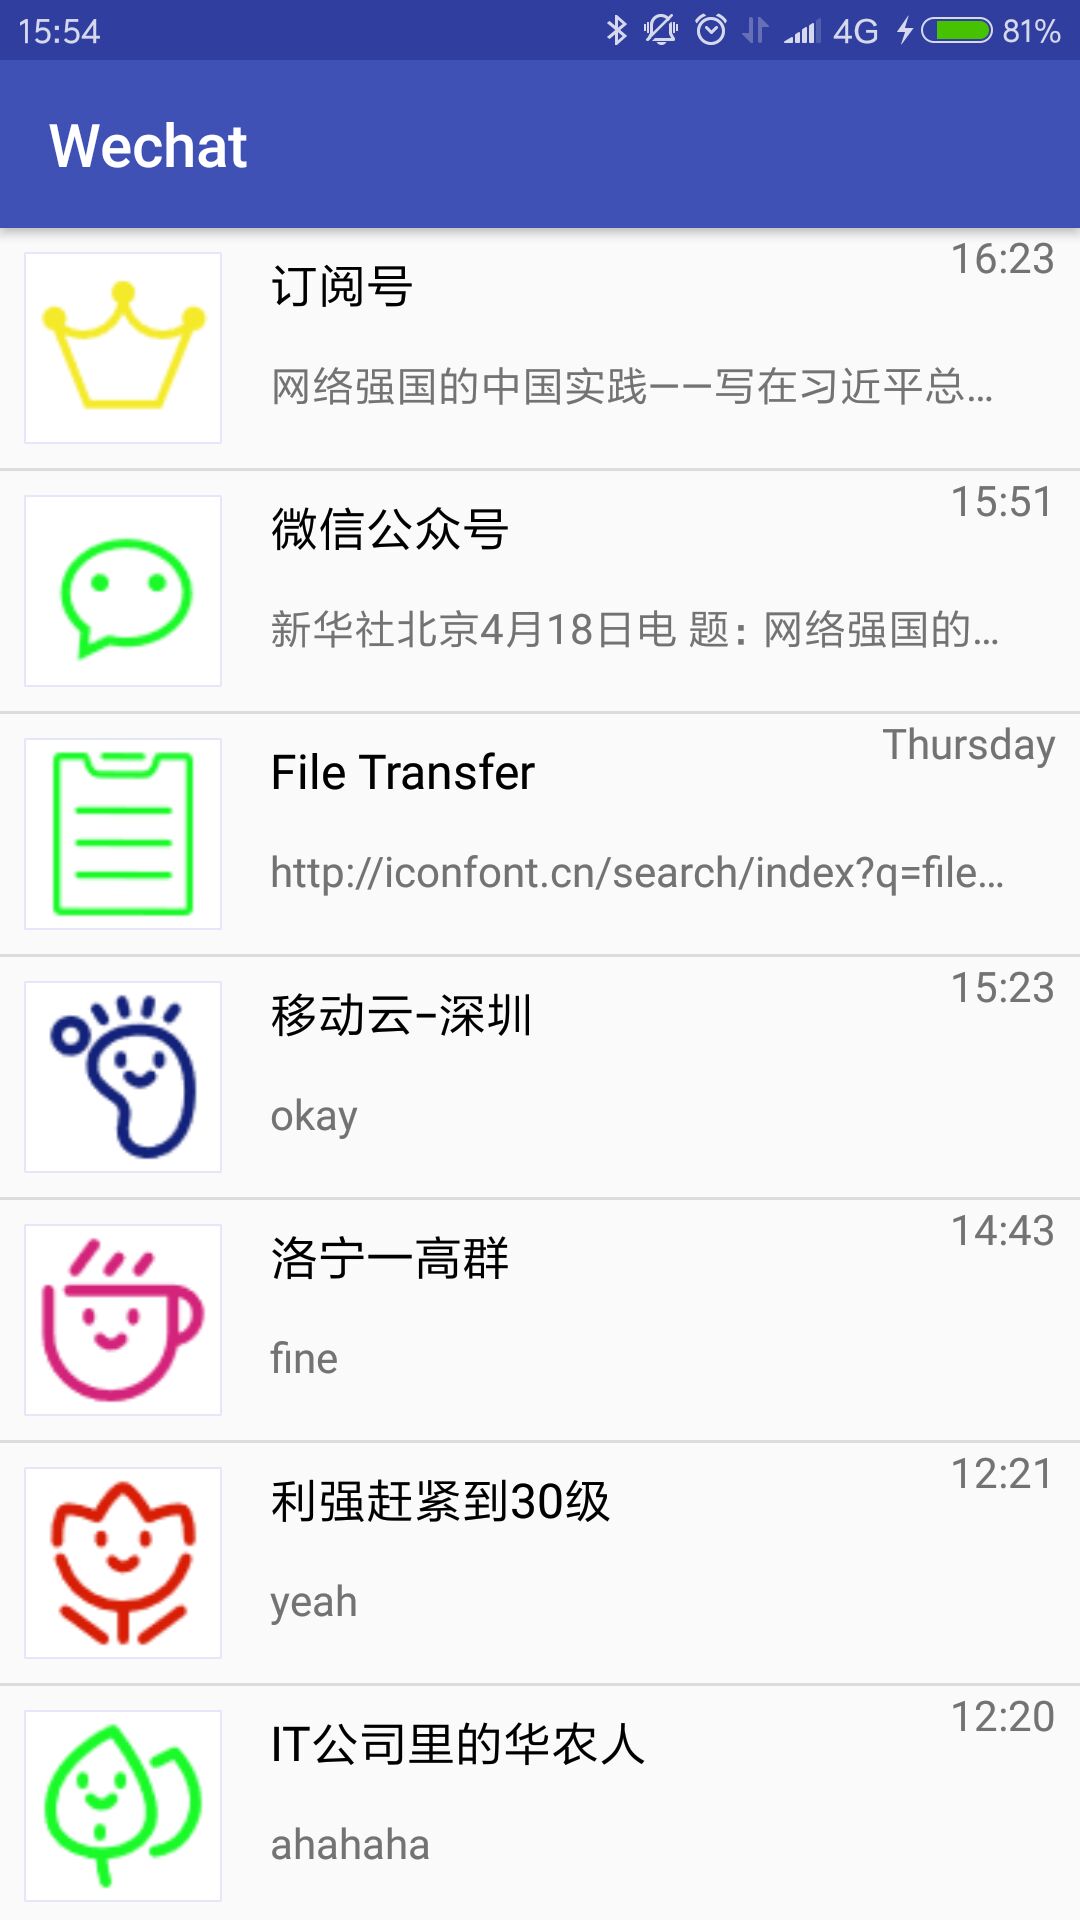 15:54 4G 81%
Wechat
订阅号 16:23
网络强国的中国实践——写在习近平总...
微信公众号 15:51
新华社北京4月18日电 题：网络强国的...
File Transfer Thursday
http://iconfont.cn/search/index?q=file...
移动云-深圳 15:23
okay
洛宁一高群 14:43
fine
利强赶紧到30级 12:21
yeah
IT公司里的华农人 12:20
ahahaha